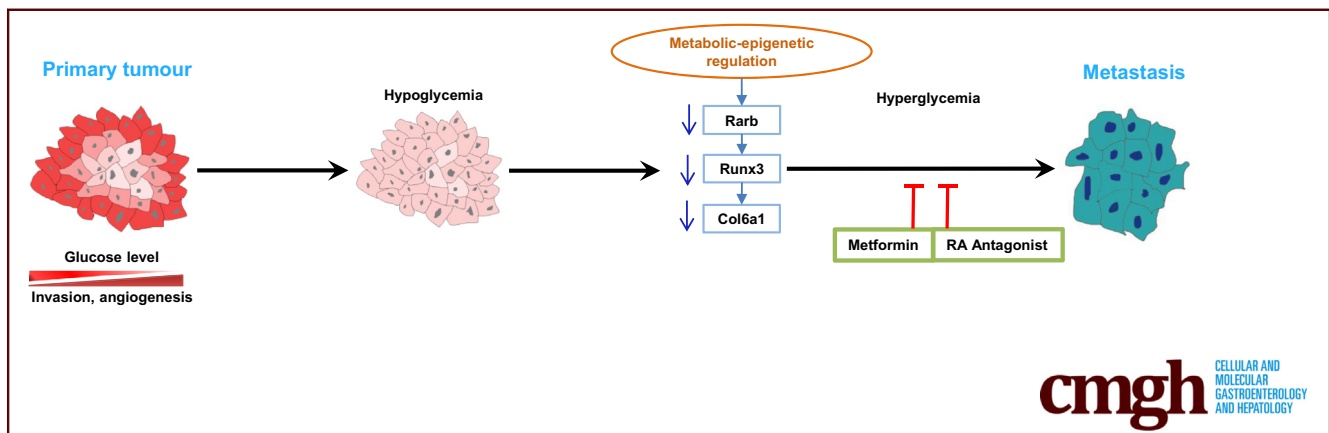 Primary tumour
Glucose level
Invasion, angiogenesis
Hypoglycemia
Metabolic-epigenetic
regulation
Rarb
Runx3
Col6a1
Hyperglycemia
Metformin
RA Antagonist
Metastasis
cmgh
CELLULAR AND
MOLECULAR
GASTROENTEROLOGY
AND HEPATOLOGY